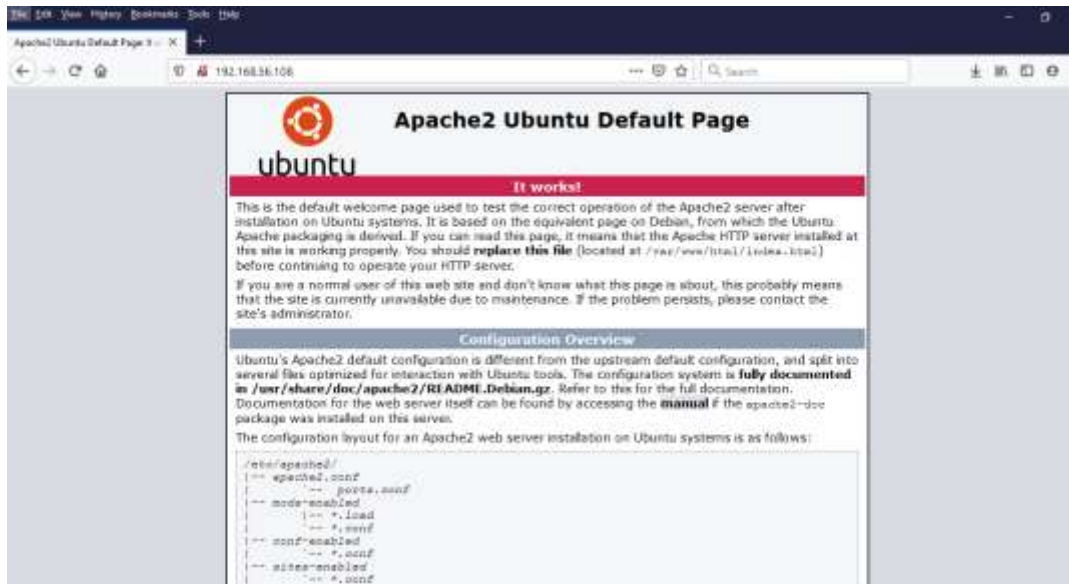 File Edit View History Bookmarks Tools Help
Apache2 Ubuntu Default Page: It
192.168.56.106
Search
Apache2 Ubuntu Default Page
ubuntu
It works!
This is the default welcome page used to test the correct operation of the Apache2 server after
installation on Ubuntu systems. It is based on the equivalent page on Debian, from which the Ubuntu
Apache packaging is derived. If you can read this page, it means that the Apache HTTP server installed at
this site is working properly. You should replace this file (located at /var/www/html/index.html)
before continuing to operate your HTTP server.
If you are a normal user of this web site and don't know what this page is about, this probably means
that the site is currently unavailable due to maintenance. If the problem persists, please contact the
site's administrator.
Configuration Overview
Ubuntu's Apache2 default configuration is different from the upstream default configuration, and split into
several files optimized for interaction with Ubuntu tools. The configuration system is fully documented
in /usr/share/doc/apache2/README.Debian.gz. Refer to this for the full documentation.
Documentation for the web server itself can be found by accessing the manual if the apache2-doc
package was installed on this server.
The configuration layout for an Apache2 web server installation on Ubuntu systems is as follows:
/etc/apache2/
|-- apache2.conf
|       `--  ports.conf
|-- mods-enabled
|       |-- *.load
|       `-- *.conf
|-- conf-enabled
|       `-- *.conf
|-- sites-enabled
|       `-- *.conf